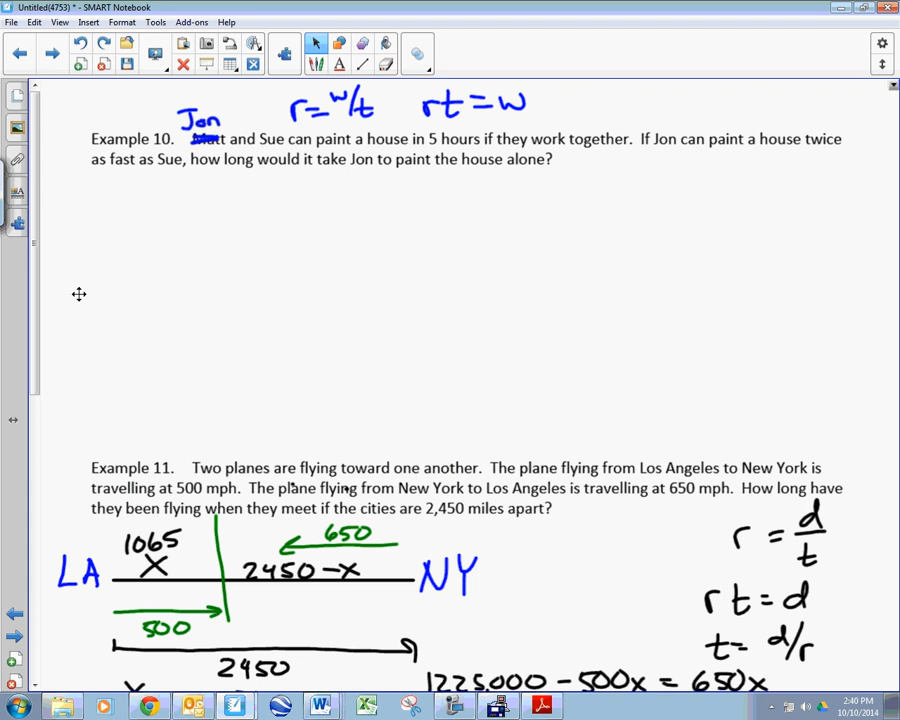 Untitled(4753) * - SMART Notebook
File Edit View Insert Format Tools Add-ons Help
Jon r = w/t rt = w
Example 10. Matt and Sue can paint a house in 5 hours if they work together. If Jon can paint a house twice
as fast as Sue, how long would it take Jon to paint the house alone?
Example 11. Two planes are flying toward one another. The plane flying from Los Angeles to New York is
travelling at 500 mph. The plane flying from New York to Los Angeles is travelling at 650 mph. How long have
they been flying when they meet if the cities are 2,450 miles apart?
1065 650 r = d/t
LA X 2450 - X NY
rt = d
500
t = d/r
2450
1225000 - 500x = 650x
2:40 PM
10/10/2014